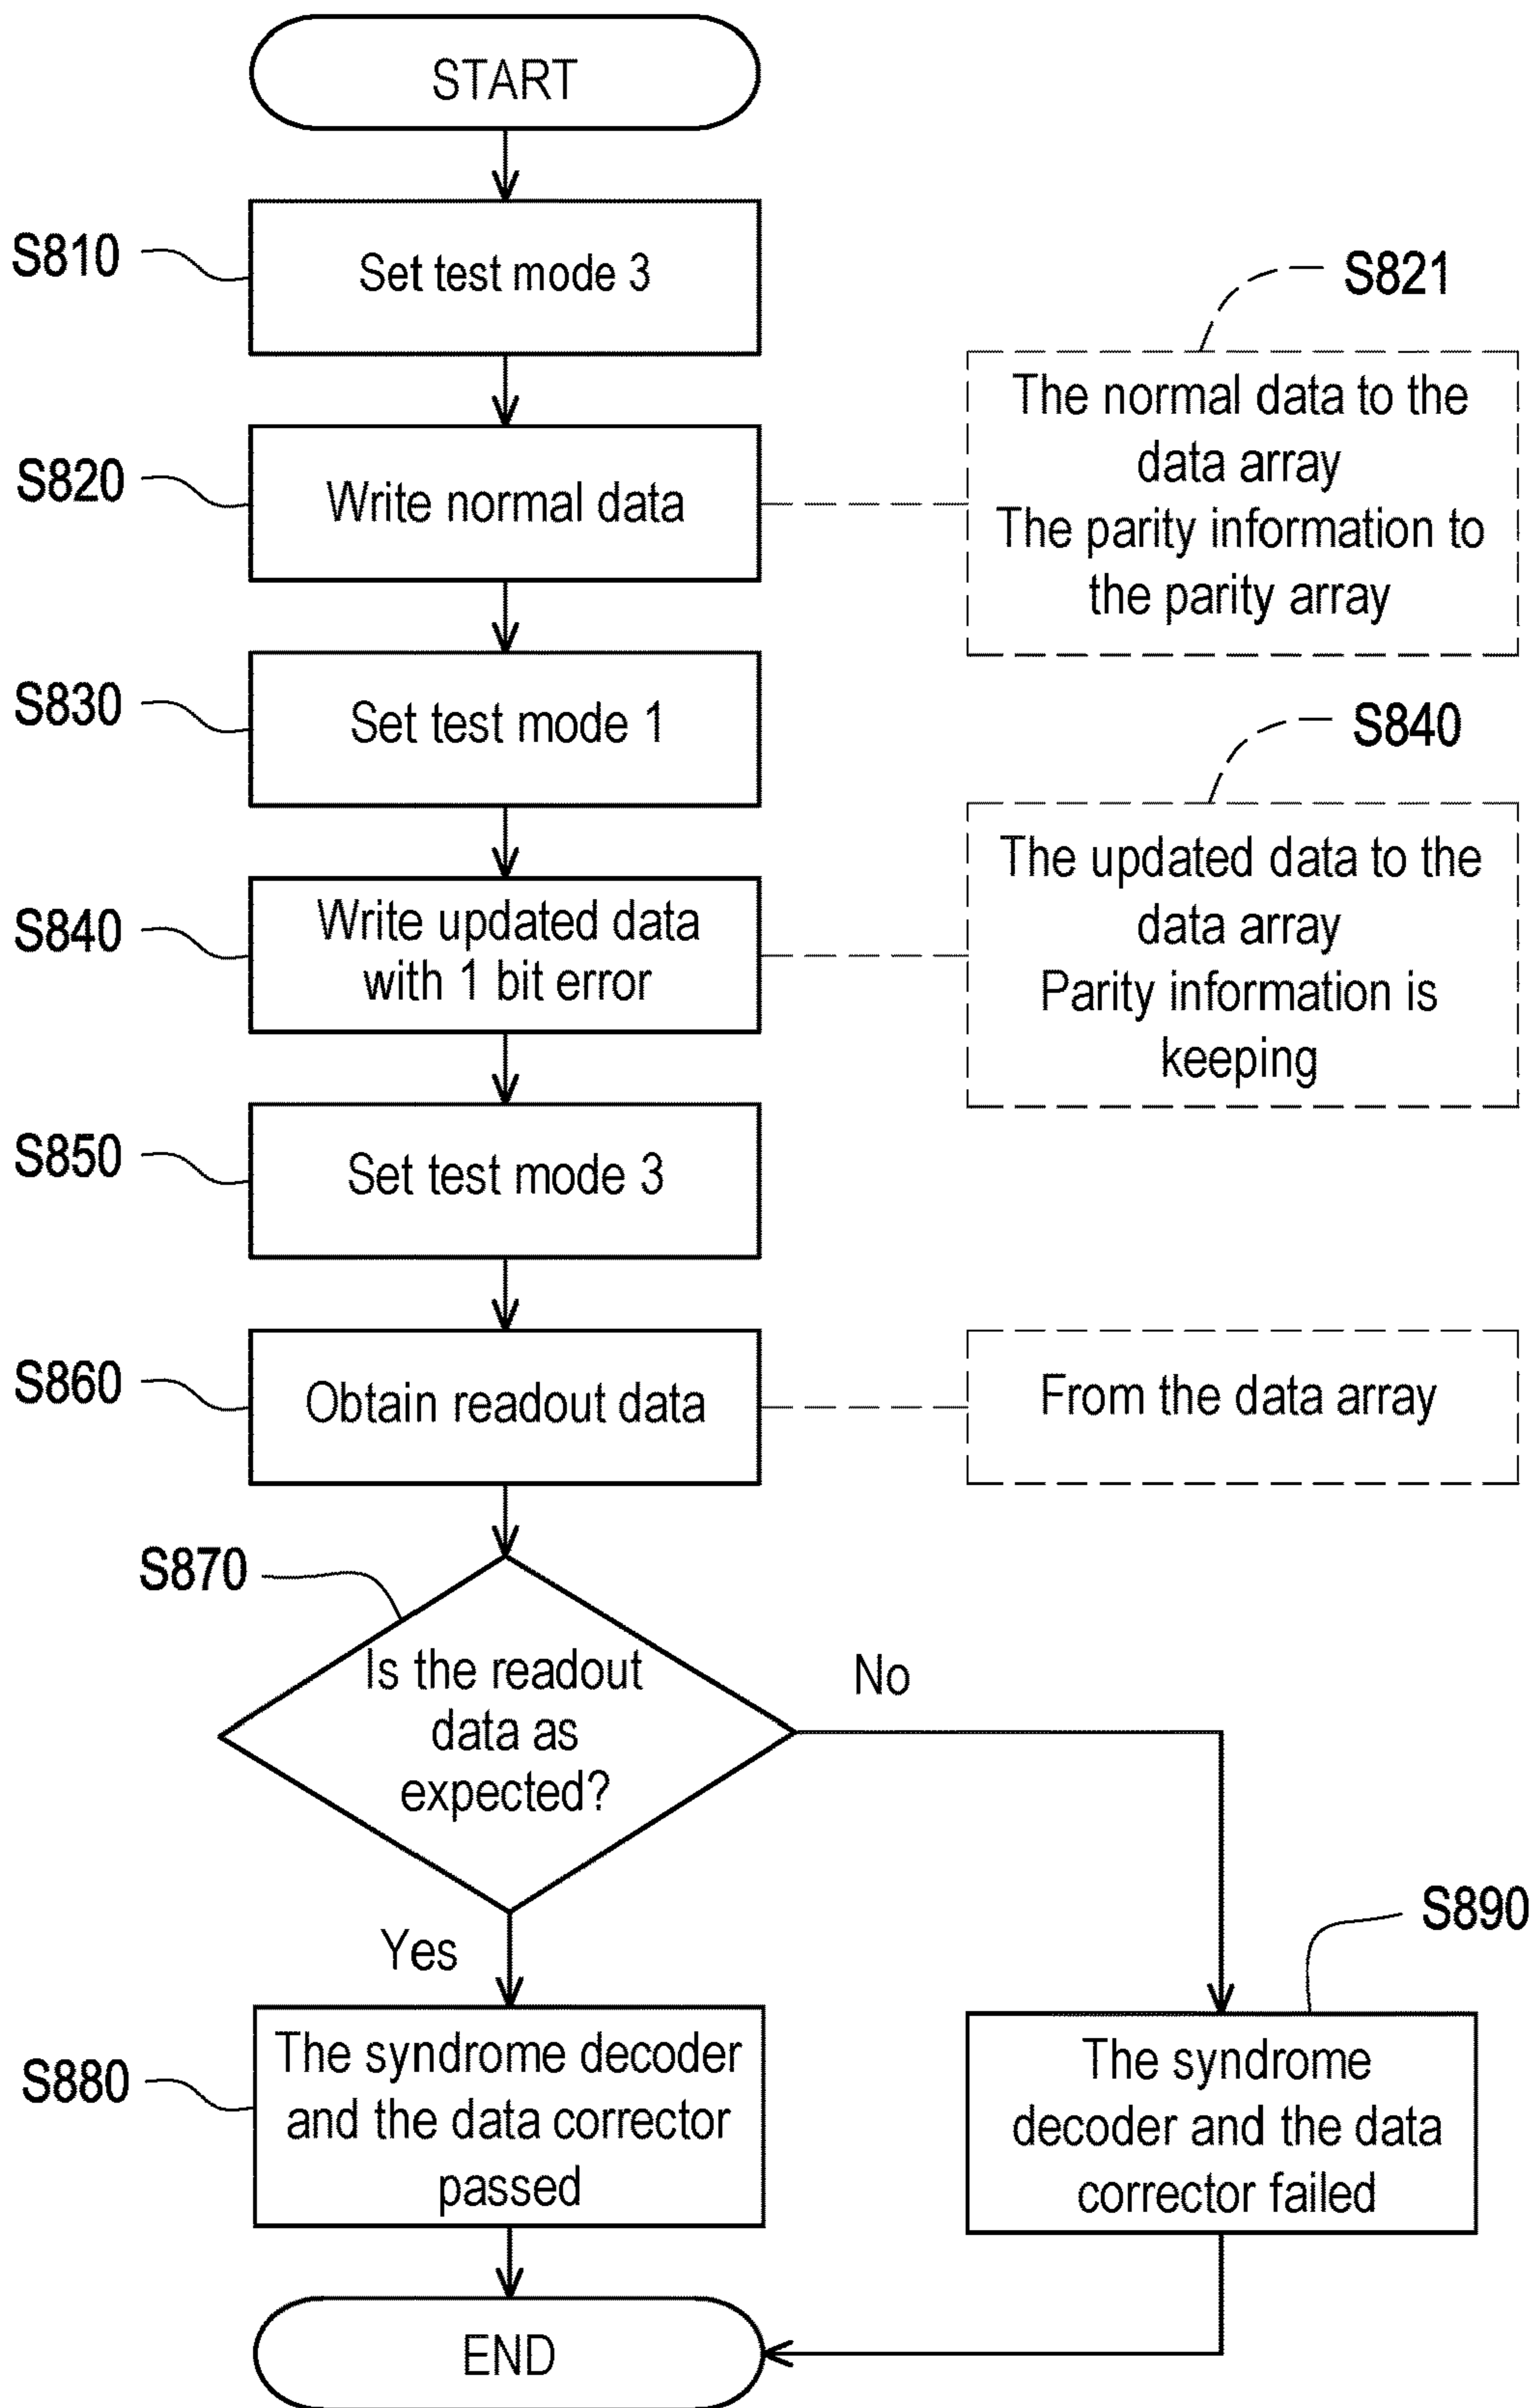 START
S810
Set test mode 3
S821
The normal data to the
data array
The parity information to
the parity array
S820
Write normal data
S830
Set test mode 1
S840
The updated data to the
data array
Parity information is
keeping
S840
Write updated data
with 1 bit error
S850
Set test mode 3
S860
Obtain readout data
From the data array
S870
Is the readout
data as
expected?
No
Yes
S890
S880
The syndrome decoder
and the data corrector
passed
The syndrome
decoder and the data
corrector failed
END